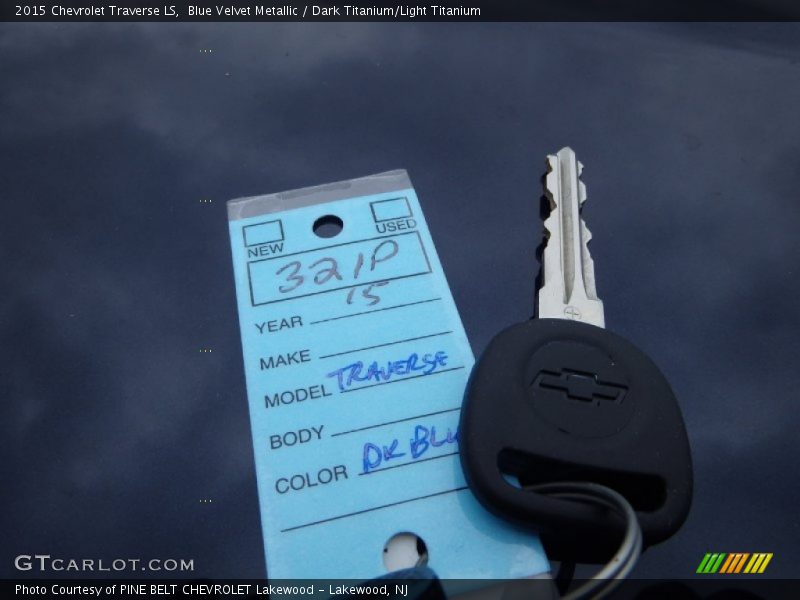 2015 Chevrolet Traverse LS,  Blue Velvet Metallic / Dark Titanium/Light Titanium
NEW
USED
321P
15
YEAR
MAKE
MODEL TRAVERSE
BODY
COLOR DK BLU
GTCARLOT.COM
Photo Courtesy of PINE BELT CHEVROLET Lakewood – Lakewood, NJ